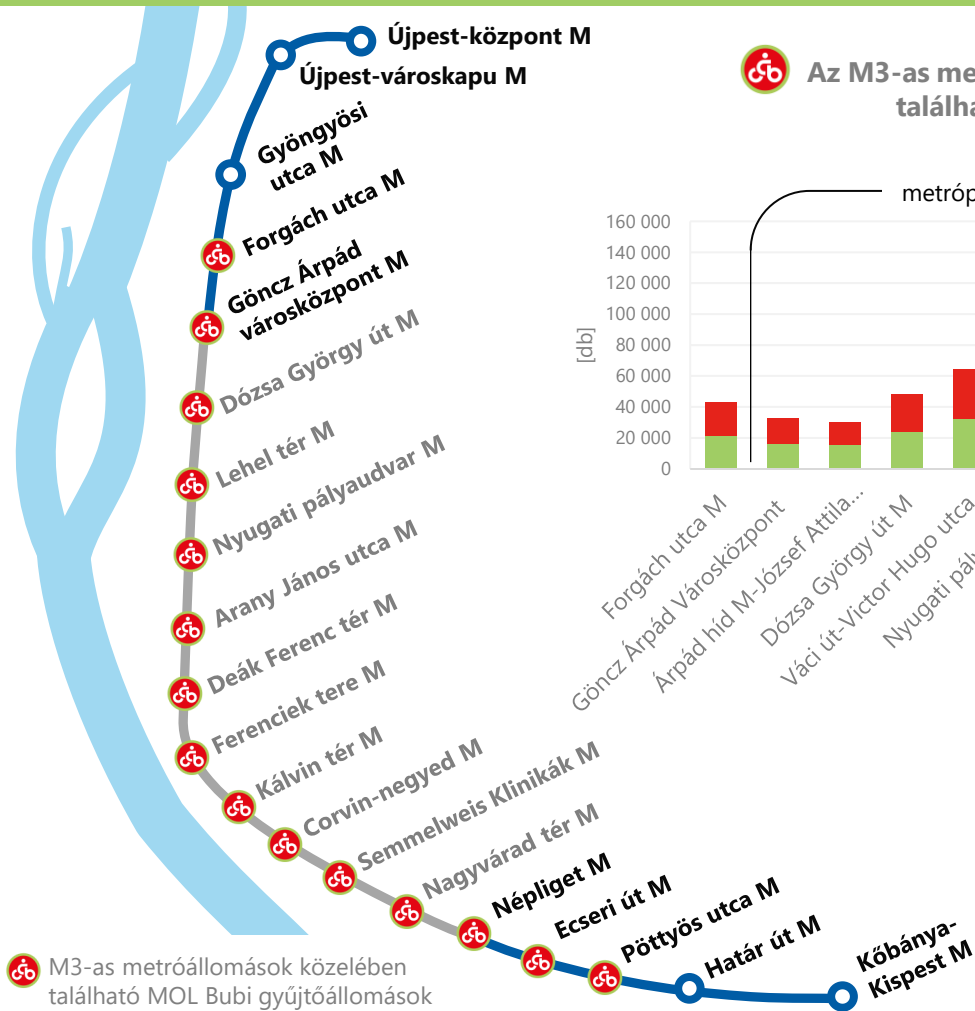 Újpest-központ M
Újpest-városkapu M
Gyöngyösi
utca M
Forgách utca M
Göncz Árpád
városközpont M
Dózsa György út M
Lehel tér M
Nyugati pályaudvar M
Arany János utca M
Deák Ferenc tér M
Ferenciek tere M
Kálvin tér M
Corvin-negyed M
Semmelweis Klinikák M
Nagyvárad tér M
Népliget M
Ecseri út M
Pöttyös utca M
Határ út M
Kőbánya-
Kispest M
M3-as metróállomások közelében
található MOL Bubi gyűjtőállomások
Az M3-as me
találha
metróp
[db]
160 000
140 000
120 000
100 000
80 000
60 000
40 000
20 000
0
Forgách utca M
Göncz Árpád Városközpont
Árpád híd M-József Attila...
Dózsa György út M
Váci út-Victor Hugo utca
Nyugati pály